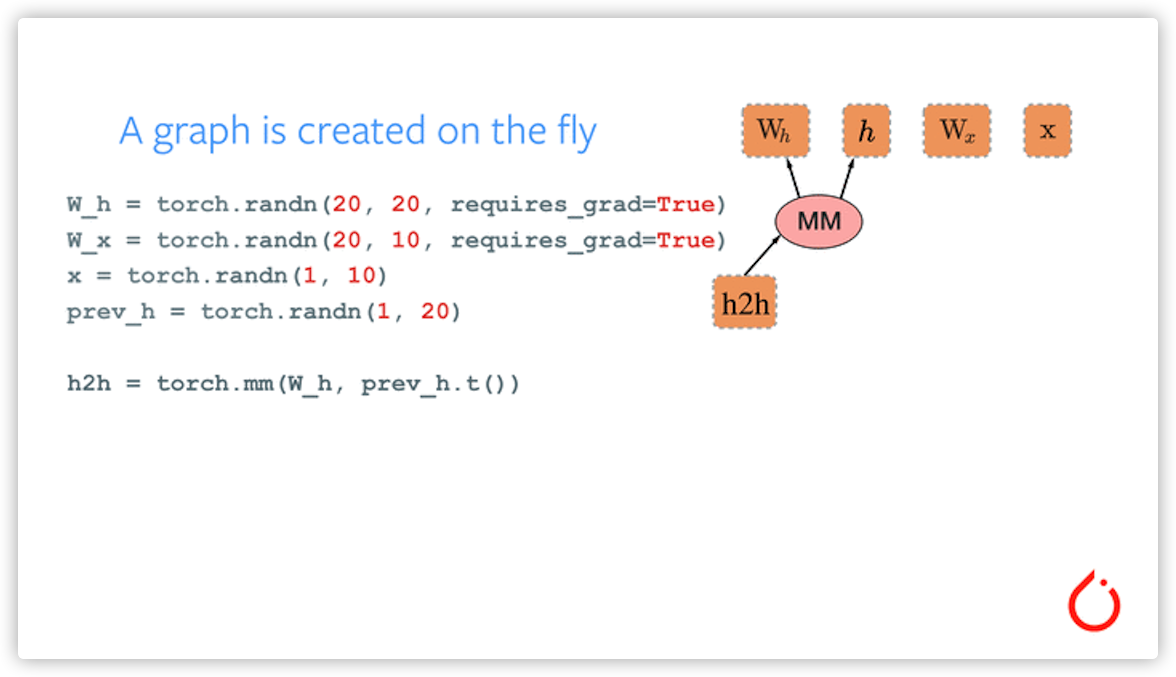 A graph is created on the fly
W_h = torch.randn(20, 20, requires_grad=True)
W_x = torch.randn(20, 10, requires_grad=True)
x = torch.randn(1, 10)
prev_h = torch.randn(1, 20)
h2h = torch.mm(W_h, prev_h.t())
W_h h W_x x
MM
h2h